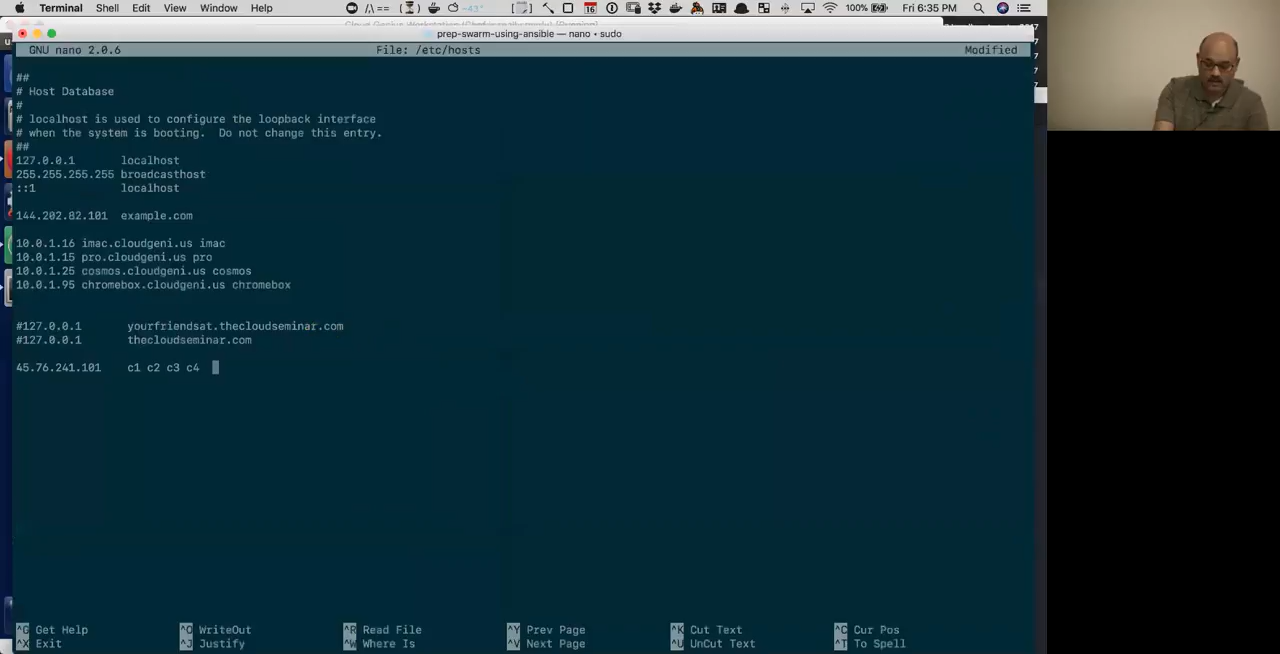 Terminal Shell Edit View Window Help 16 -43° 100% Fri 6:35 PM
prep-swarm-using-ansible — nano • sudo
GNU nano 2.0.6 File: /etc/hosts Modified
##
# Host Database
#
# localhost is used to configure the loopback interface
# when the system is booting.  Do not change this entry.
##
127.0.0.1 localhost
255.255.255.255 broadcasthost
::1 localhost
144.202.82.101 example.com
10.0.1.16 imac.cloudgeni.us imac
10.0.1.15 pro.cloudgeni.us pro
10.0.1.25 cosmos.cloudgeni.us cosmos
10.0.1.95 chromebox.cloudgeni.us chromebox
#127.0.0.1 yourfriendsat.thecloudseminar.com
#127.0.0.1 thecloudseminar.com
45.76.241.101 c1 c2 c3 c4
^G Get Help ^O WriteOut ^R Read File ^Y Prev Page ^K Cut Text ^C Cur Pos
^X Exit ^J Justify ^W Where Is ^V Next Page ^U UnCut Text ^T To Spell